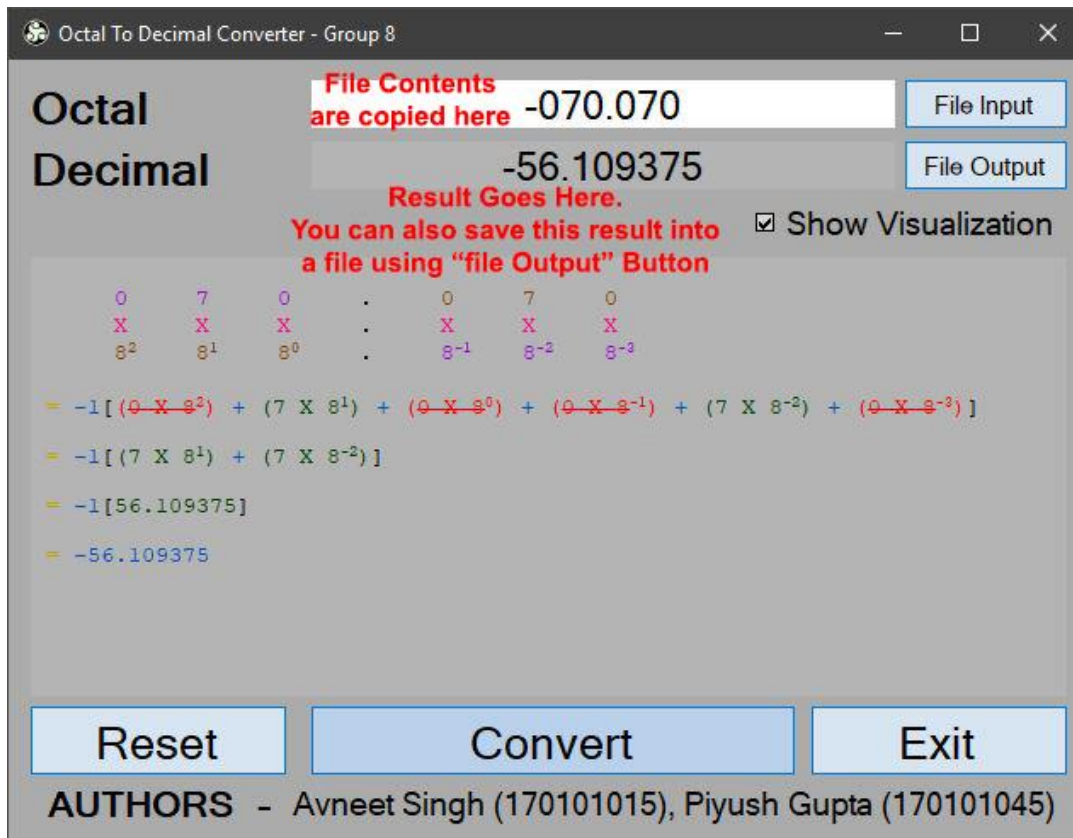 Octal To Decimal Converter - Group 8
Octal
File Contents
are copied here
-070.070
File Input
Decimal
-56.109375
File Output
Result Goes Here.
You can also save this result into
a file using “file Output” Button
Show Visualization
0 7 0 . 0 7 0
X X X . X X X
8² 8¹ 8⁰ . 8⁻¹ 8⁻² 8⁻³
= -1[(0 X 8²) + (7 X 8¹) + (0 X 8⁰) + (0 X 8⁻¹) + (7 X 8⁻²) + (0 X 8⁻³)]
= -1[(7 X 8¹) + (7 X 8⁻²)]
= -1[56.109375]
= -56.109375
Reset
Convert
Exit
AUTHORS - Avneet Singh (170101015), Piyush Gupta (170101045)